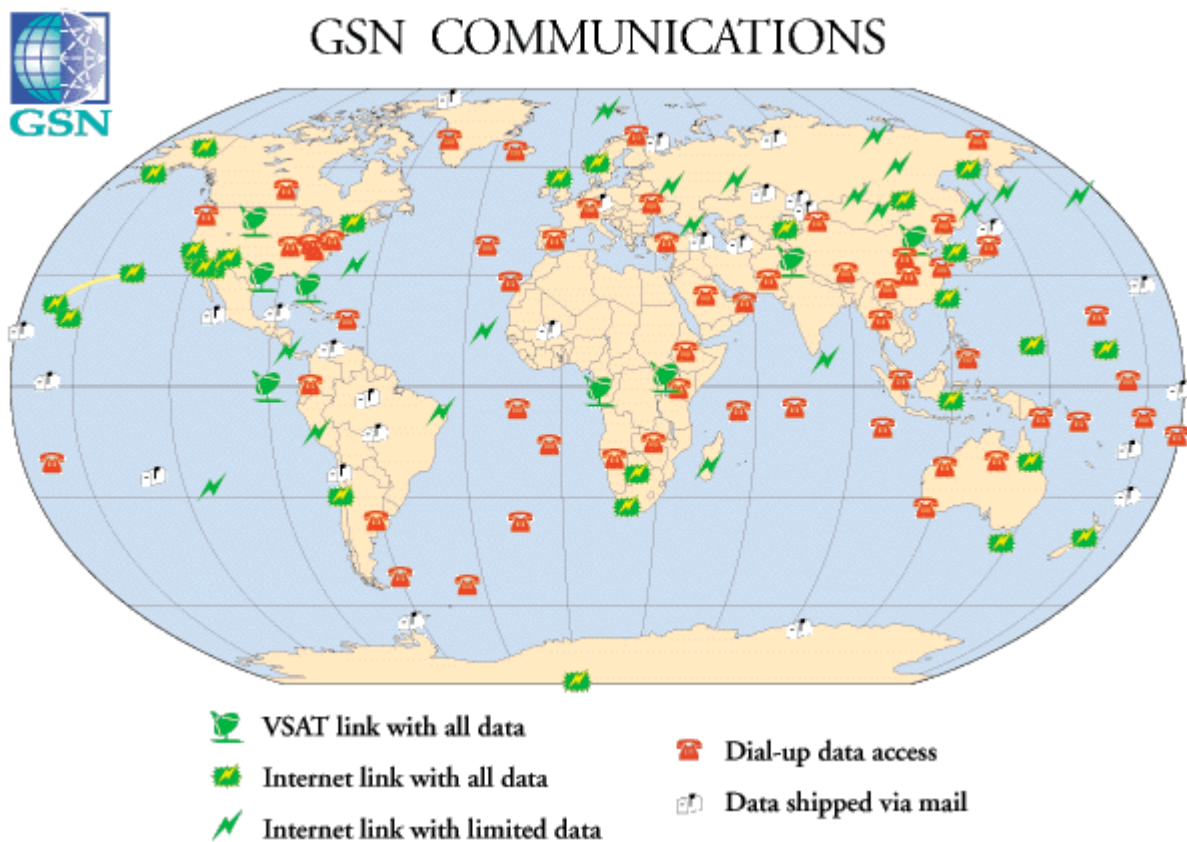 GSN COMMUNICATIONS
GSN
VSAT link with all data
Internet link with all data
Internet link with limited data
Dial-up data access
Data shipped via mail